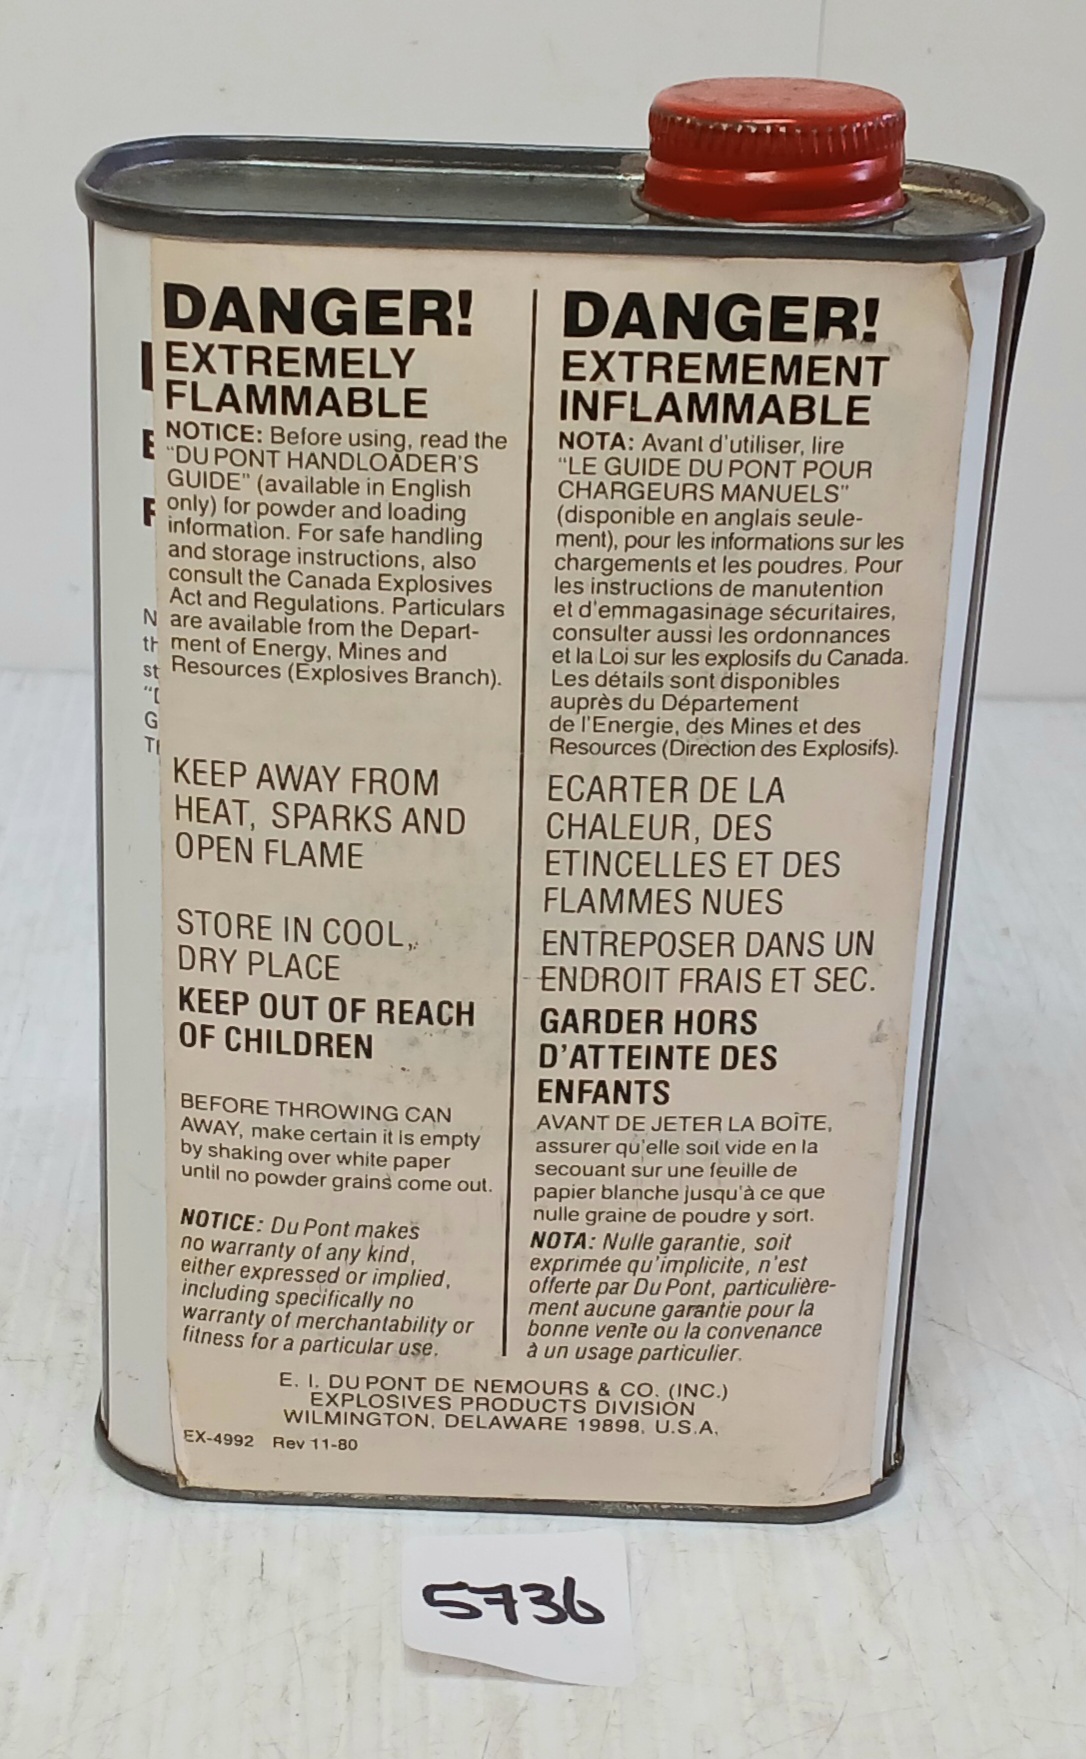 DANGER!
EXTREMELY
FLAMMABLE
NOTICE: Before using, read the
"DU PONT HANDLOADER'S
GUIDE" (available in English
only) for powder and loading
information. For safe handling
and storage instructions, also
consult the Canada Explosives
Act and Regulations. Particulars
are available from the Depart-
ment of Energy, Mines and
Resources (Explosives Branch).
KEEP AWAY FROM
HEAT, SPARKS AND
OPEN FLAME
STORE IN COOL,
DRY PLACE
KEEP OUT OF REACH
OF CHILDREN
BEFORE THROWING CAN
AWAY, make certain it is empty
by shaking over white paper
until no powder grains come out.
NOTICE: Du Pont makes
no warranty of any kind,
either expressed or implied,
including specifically no
warranty of merchantability or
fitness for a particular use.
DANGER!
EXTREMEMENT
INFLAMMABLE
NOTA: Avant d'utiliser, lire
"LE GUIDE DU PONT POUR
CHARGEURS MANUELS"
(disponible en anglais seule-
ment), pour les informations sur les
chargements et les poudres. Pour
les instructions de manutention
et d'emmagasinage sécuritaires,
consulter aussi les ordonnances
et la Loi sur les explosifs du Canada.
Les détails sont disponibles
auprès du Département
de l'Energie, des Mines et des
Resources (Direction des Explosifs).
ECARTER DE LA
CHALEUR, DES
ETINCELLES ET DES
FLAMMES NUES
ENTREPOSER DANS UN
ENDROIT FRAIS ET SEC.
GARDER HORS
D'ATTEINTE DES
ENFANTS
AVANT DE JETER LA BOÎTE,
assurer qu'elle soit vide en la
secouant sur une feuille de
papier blanche jusqu'à ce que
nulle graine de poudre y sort.
NOTA: Nulle garantie, soit
exprimée qu'implicite, n'est
offerte par Du Pont, particulière-
ment aucune garantie pour la
bonne vente ou la convenance
à un usage particulier.
E. I. DU PONT DE NEMOURS & CO. (INC.)
EXPLOSIVES PRODUCTS DIVISION
WILMINGTON, DELAWARE 19898, U.S.A.
EX-4992 Rev 11-80
5736